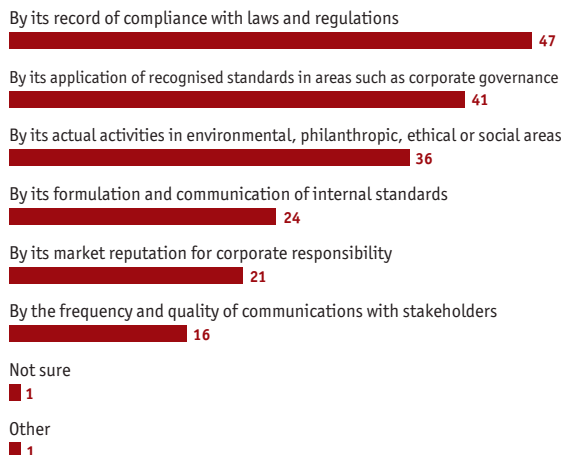 By its record of compliance with laws and regulations
47
By its application of recognised standards in areas such as corporate governance
41
By its actual activities in environmental, philanthropic, ethical or social areas
36
By its formulation and communication of internal standards
24
By its market reputation for corporate responsibility
21
By the frequency and quality of communications with stakeholders
16
Not sure
1
Other
1